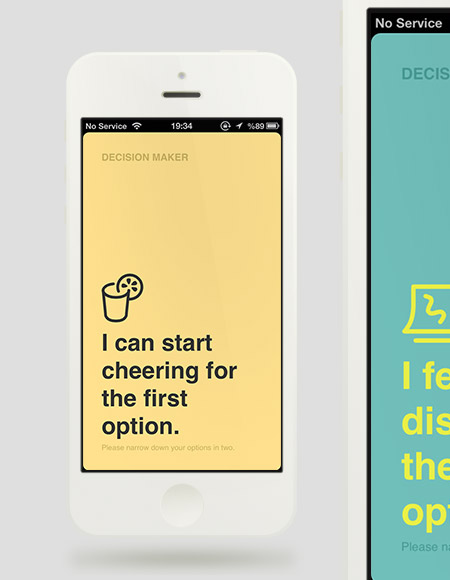 No Service 19:34 %89
DECISION MAKER
I can start
cheering for
the first
option.
Please narrow down your options in two.
No Service
DECIS
I fe
dis
the
opt
Please na